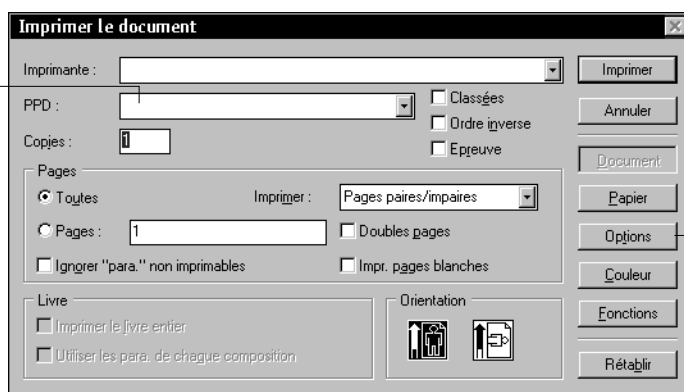 Imprimer le document
Imprimante :
Imprimer
PPD :
Classées
Annuler
Ordre inverse
Copies :
1
Epreuve
Document
Pages
Toutes
Imprimer :
Pages paires/impaires
Papier
Pages :
1
Doubles pages
Options
Ignorer "para." non imprimables
Impr. pages blanches
Couleur
Livre
Orientation
Fonctions
Imprimer le livre entier
Utiliser les para. de chaque composition
Rétablir